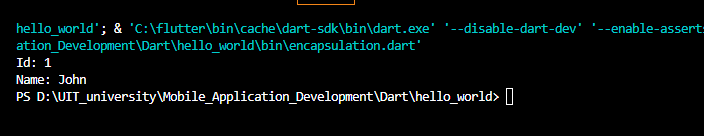 hello_world'; & 'C:\flutter\bin\cache\dart-sdk\bin\dart.exe' '--disable-dart-dev' '--enable-asserts
ation_Development\Dart\hello_world\bin\encapsulation.dart'
Id: 1
Name: John
PS D:\UIT_university\Mobile_Application_Development\Dart\hello_world>